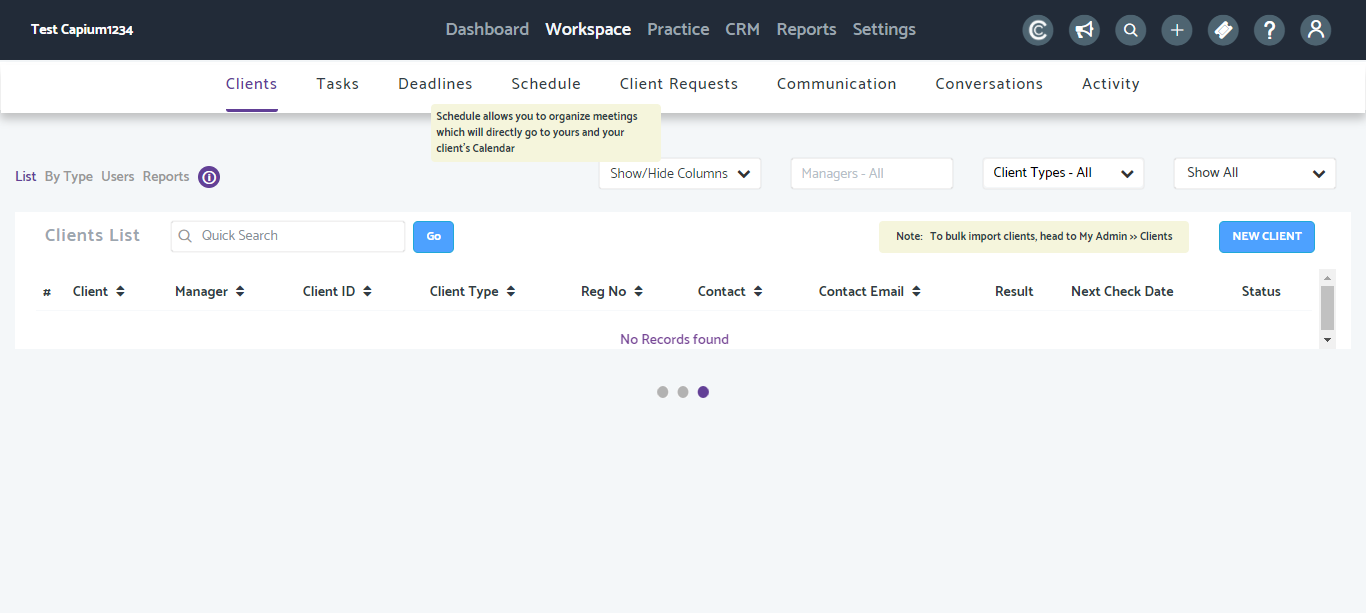 Test Capium1234
Dashboard Workspace Practice CRM Reports Settings
Clients Tasks Deadlines Schedule Client Requests Communication Conversations Activity
Schedule allows you to organize meetings
which will directly go to yours and your
client's Calendar
List By Type Users Reports
Show/Hide Columns Managers - All Client Types - All Show All
Clients List Quick Search Go Note: To bulk import clients, head to My Admin >> Clients NEW CLIENT
# Client Manager Client ID Client Type Reg No Contact Contact Email Result Next Check Date Status
No Records found